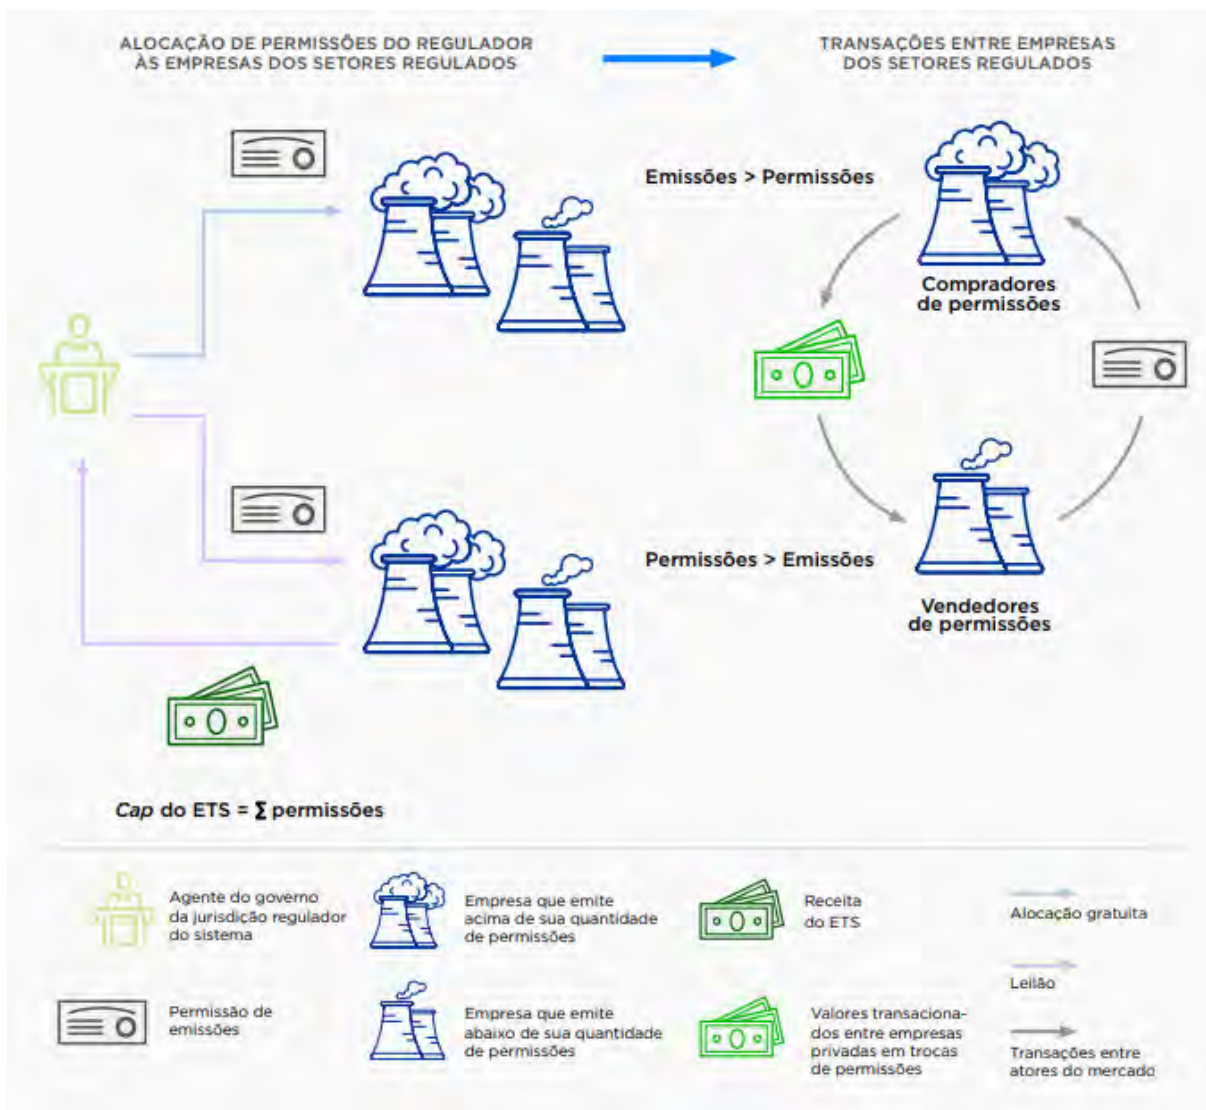 ALOCAÇÃO DE PERMISSÕES DO REGULADOR
ÀS EMPRESAS DOS SETORES REGULADOS
TRANSAÇÕES ENTRE EMPRESAS
DOS SETORES REGULADOS
Emissões > Permissões
Compradores
de permissões
Permissões > Emissões
Vendedores
de permissões
Cap do ETS = Σ permissões
Agente do governo
da jurisdição regulador
do sistema
Empresa que emite
acima de sua quantidade
de permissões
Receita
do ETS
Alocação gratuita
Leilão
Permissão de
emissões
Empresa que emite
abaixo de sua quantidade
de permissões
Valores transaciona-
dos entre empresas
privadas em trocas
de permissões
Transações entre
atores do mercado